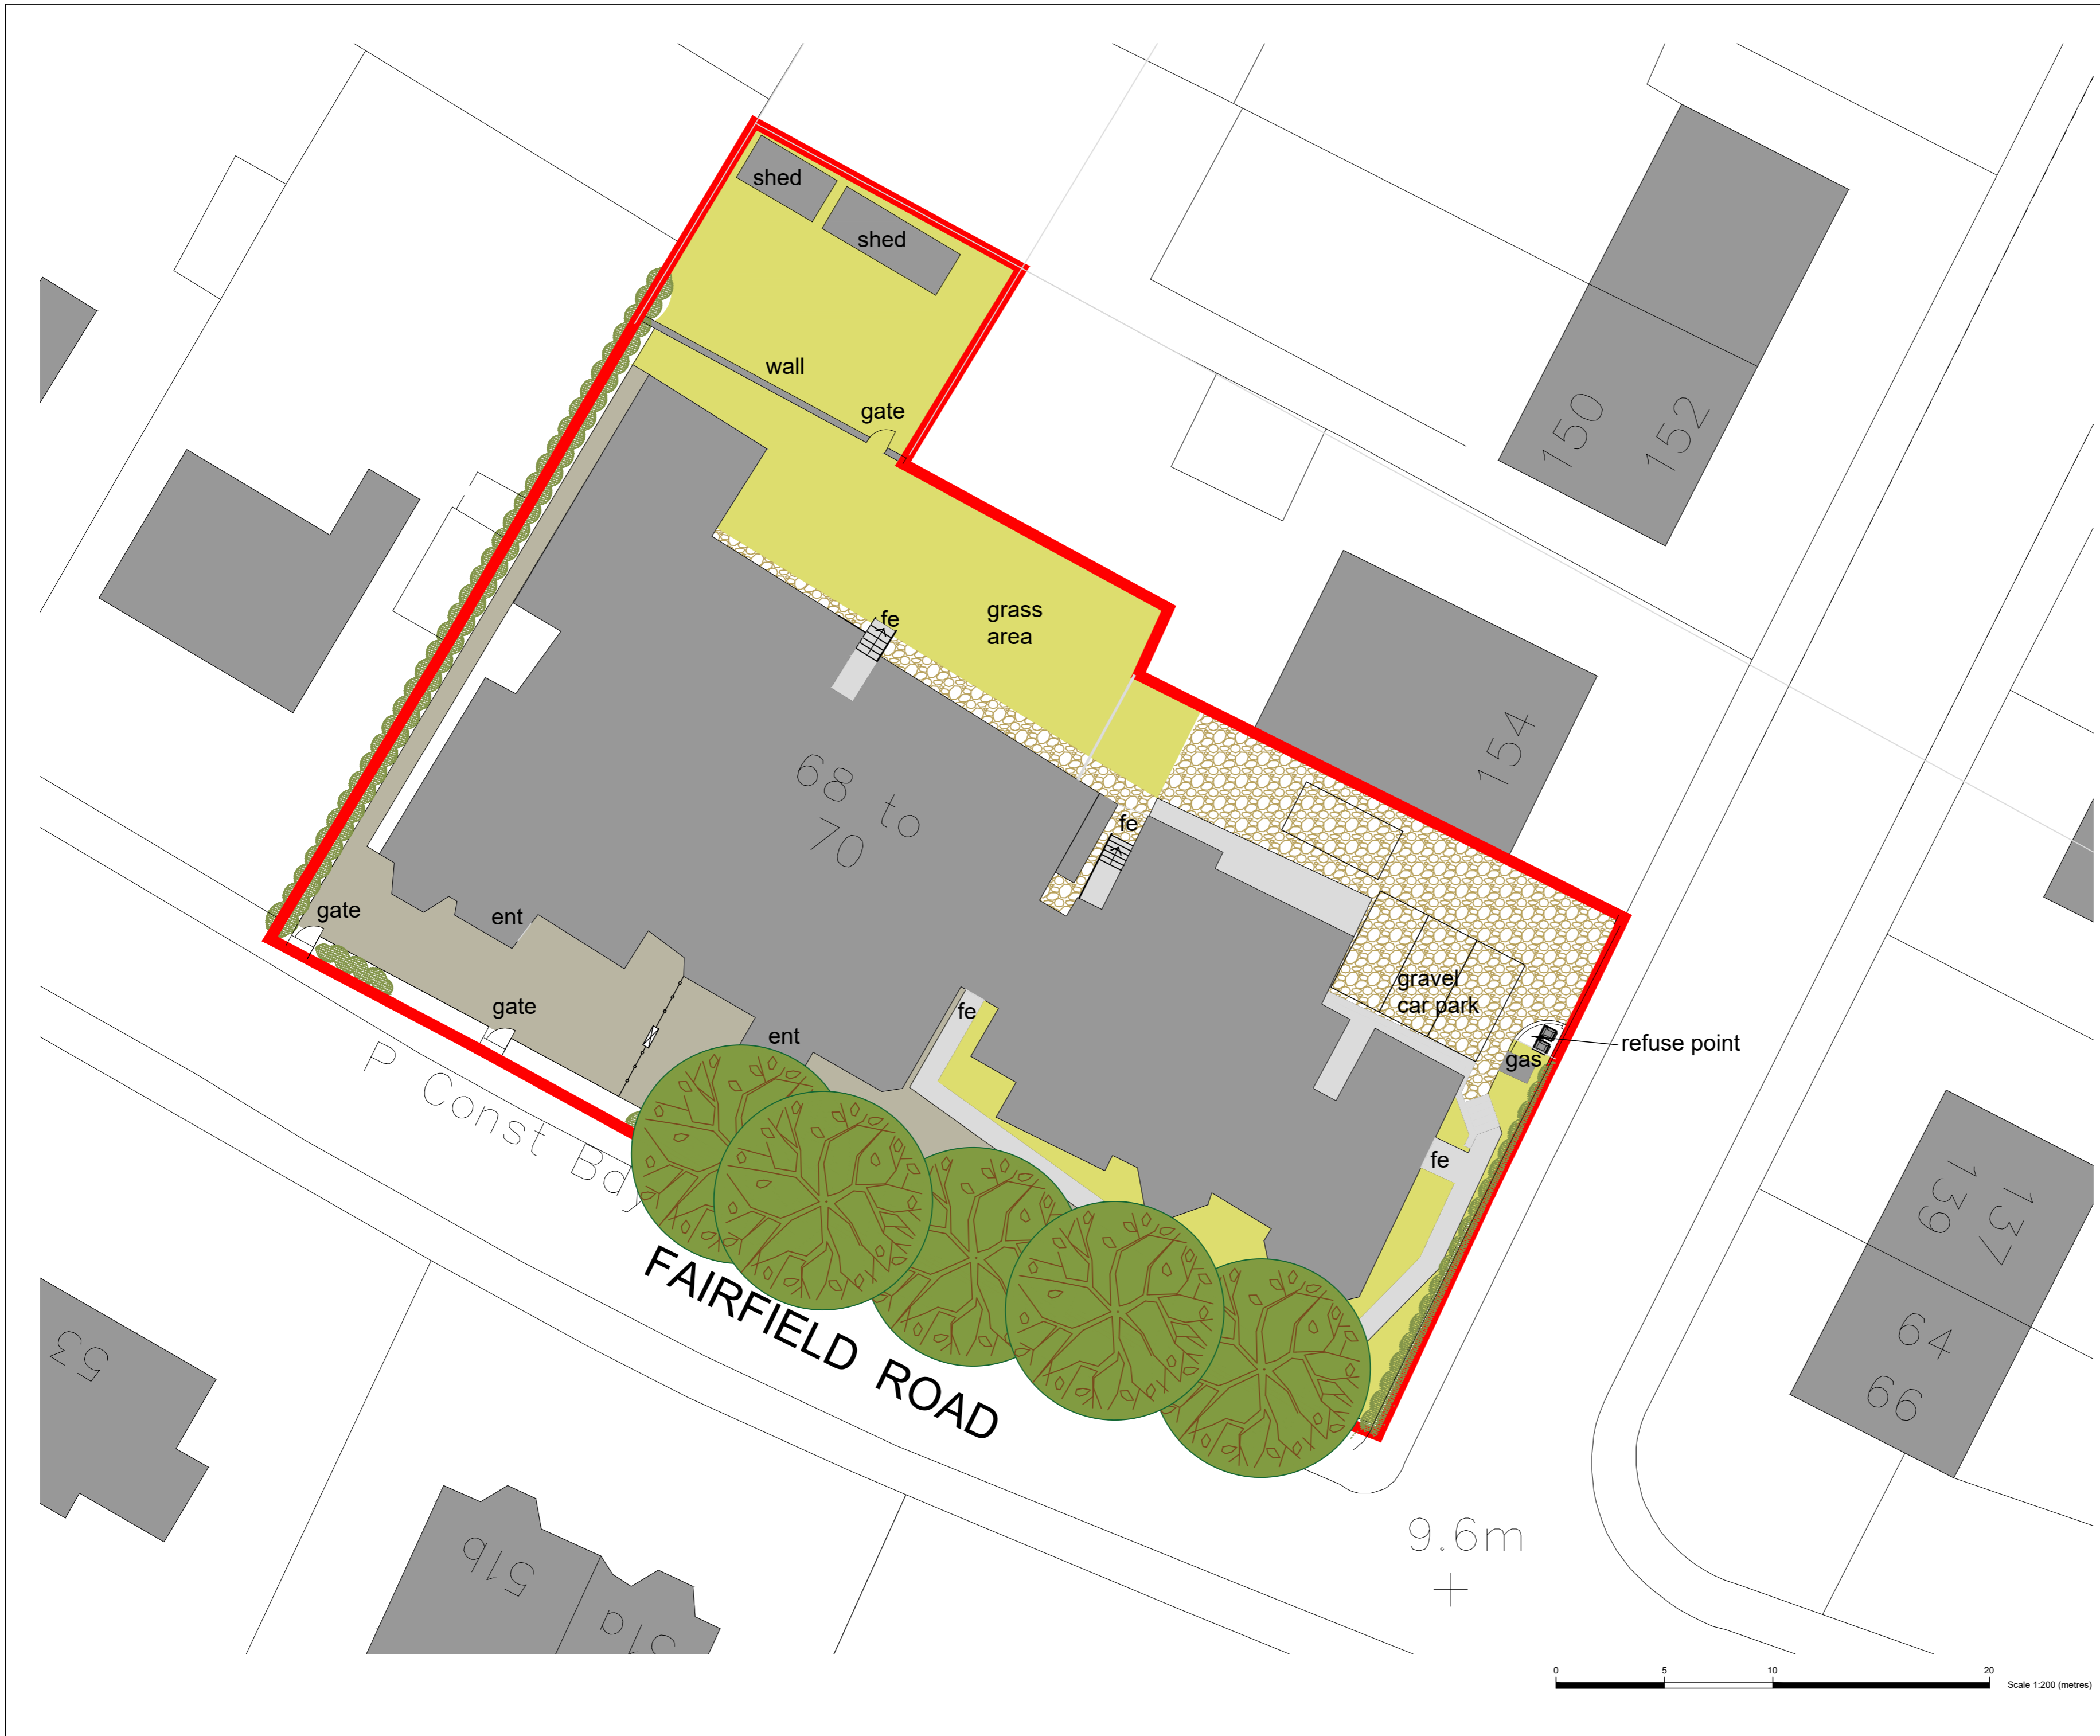 shed
shed
wall
gate
150
152
fe
grass
area
154
68 to
70
fe
gate
ent
gravel
car park
gate
fe
ent
refuse point
gas
P Const Bdy
fe
139
137
FAIRFIELD ROAD
64
66
53
51b
51a
9.6m
0 5 10 20
Scale 1:200 (metres)